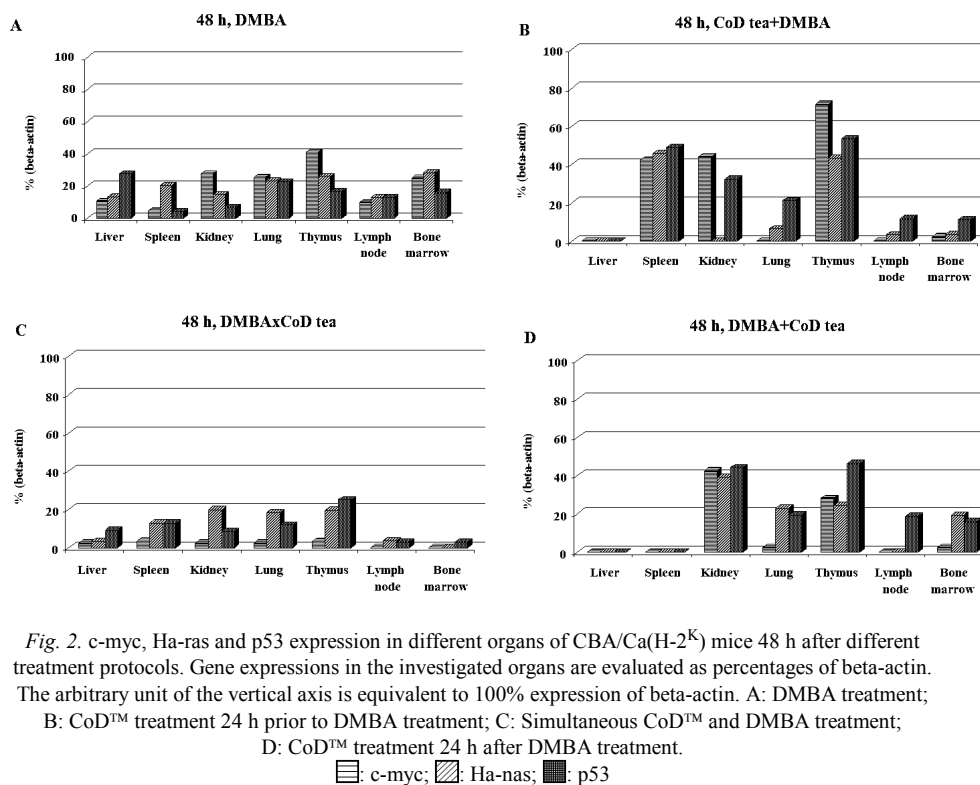 A
48 h, DMBA
% (beta-actin)
100
80
60
40
20
0
Liver Spleen Kidney Lung Thymus Lymph node Bone marrow
B
48 h, CoD tea+DMBA
% (beta-actin)
100
80
60
40
20
0
Liver Spleen Kidney Lung Thymus Lymph node Bone marrow
C
48 h, DMBAxCoD tea
% (beta-actin)
100
80
60
40
20
0
Liver Spleen Kidney Lung Thymus Lymph node Bone marrow
D
48 h, DMBA+CoD tea
% (beta-actin)
100
80
60
40
20
0
Liver Spleen Kidney Lung Thymus Lymph node Bone marrow
Fig. 2. c-myc, Ha-ras and p53 expression in different organs of CBA/Ca(H-2K) mice 48 h after different
treatment protocols. Gene expressions in the investigated organs are evaluated as percentages of beta-actin.
The arbitrary unit of the vertical axis is equivalent to 100% expression of beta-actin. A: DMBA treatment;
B: CoD™ treatment 24 h prior to DMBA treatment; C: Simultaneous CoD™ and DMBA treatment;
D: CoD™ treatment 24 h after DMBA treatment.
: c-myc; : Ha-nas; : p53